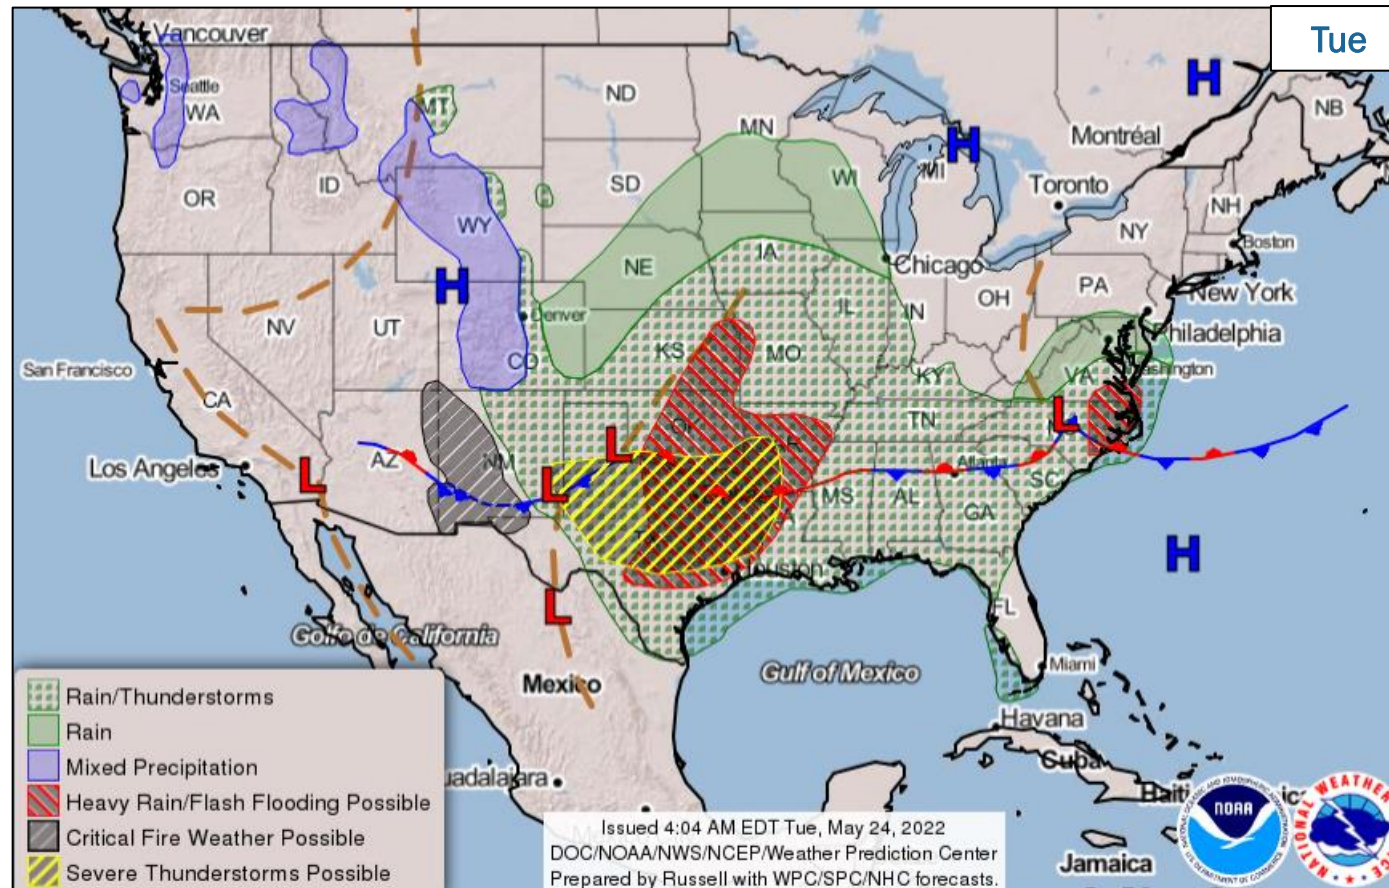 Tue
Vancouver
H
NB
Seattle
ND
MT
WA
MN
Montréal
H
MI
ID
SD
WI
Toronto
OR
NH
WY
NY
Boston
IA
Chicago
NE
H
PA
New York
OH
IL
IN
Denver
NV
UT
Philadelphia
KS
MO
San Francisco
CO
KY
VA
CA
L
TN
L
AZ
NM
Atlanta
Los Angeles
L
L
SC
MS
AL
GA
H
Houston
L
FL
Golfo de California
Miami
Gulf of Mexico
Mexico
Havana
Cuba
Haiti
Jamaica
Rain/Thunderstorms
Rain
Mixed Precipitation
Heavy Rain/Flash Flooding Possible
Critical Fire Weather Possible
Severe Thunderstorms Possible
Issued 4:04 AM EDT Tue, May 24, 2022
DOC/NOAA/NWS/NCEP/Weather Prediction Center
Prepared by Russell with WPC/SPC/NHC forecasts.
NOAA